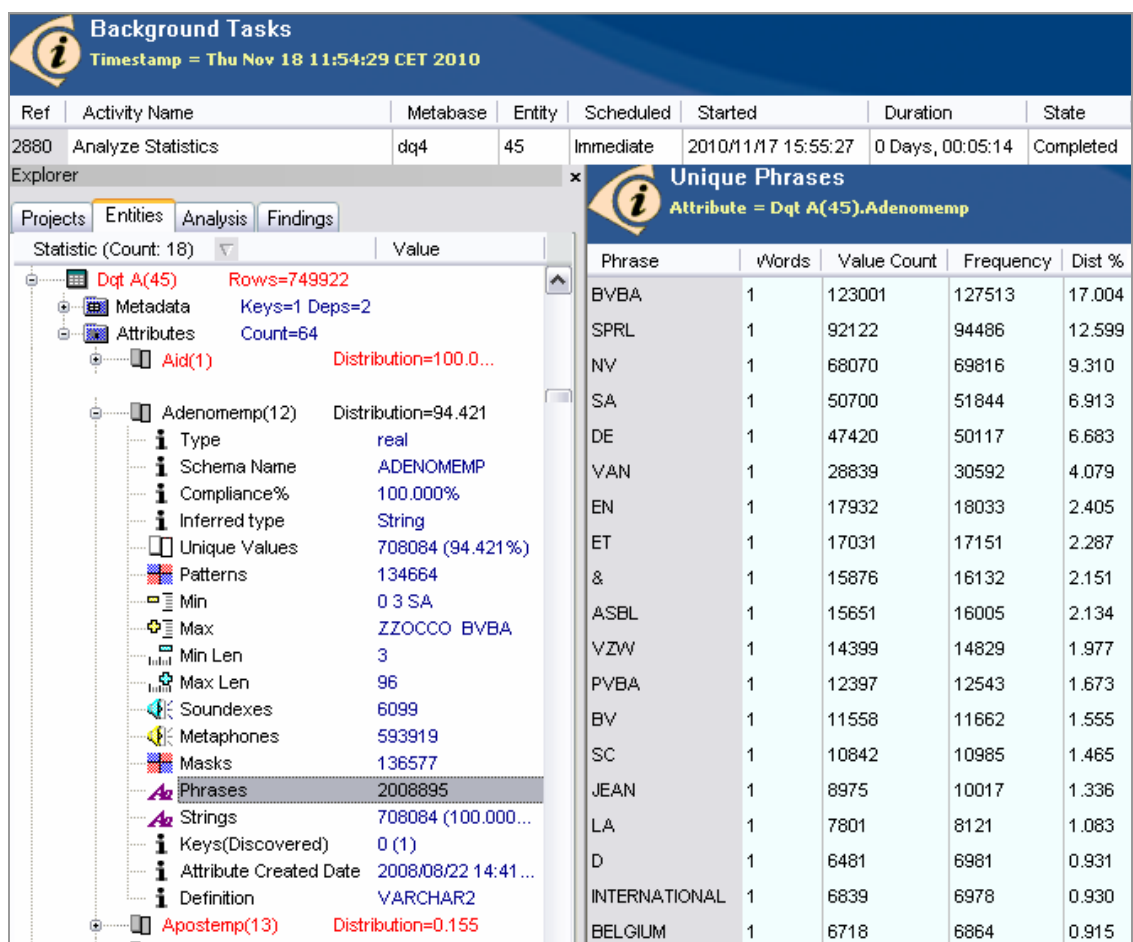 Background Tasks
Timestamp = Thu Nov 18 11:54:29 CET 2010
Ref Activity Name Metabase Entity Scheduled Started Duration State
2880 Analyze Statistics dq4 45 Immediate 2010/11/17 15:55:27 0 Days, 00:05:14 Completed
Explorer x
Projects Entities Analysis Findings
Statistic (Count: 18) Value
Dqt A(45) Rows=749922
Metadata Keys=1 Deps=2
Attributes Count=64
Aid(1) Distribution=100.0...
Adenomemp(12) Distribution=94.421
Type real
Schema Name ADENOMEMP
Compliance% 100.000%
Inferred type String
Unique Values 708084 (94.421%)
Patterns 134664
Min 0 3 SA
Max ZZOCCO BVBA
Min Len 3
Max Len 96
Soundexes 6099
Metaphones 593919
Masks 136577
Phrases 2008895
Strings 708084 (100.000...
Keys(Discovered) 0 (1)
Attribute Created Date 2008/08/22 14:41...
Definition VARCHAR2
Apostemp(13) Distribution=0.155
Unique Phrases
Attribute = Dqt A(45).Adenomemp
Phrase Words Value Count Frequency Dist %
BVBA 1 123001 127513 17.004
SPRL 1 92122 94486 12.599
NV 1 68070 69816 9.310
SA 1 50700 51844 6.913
DE 1 47420 50117 6.683
VAN 1 28839 30592 4.079
EN 1 17932 18033 2.405
ET 1 17031 17151 2.287
& 1 15876 16132 2.151
ASBL 1 15651 16005 2.134
VZW 1 14399 14829 1.977
PVBA 1 12397 12543 1.673
BV 1 11558 11662 1.555
SC 1 10842 10985 1.465
JEAN 1 8975 10017 1.336
LA 1 7801 8121 1.083
D 1 6481 6981 0.931
INTERNATIONAL 1 6839 6978 0.930
BELGIUM 1 6718 6864 0.915